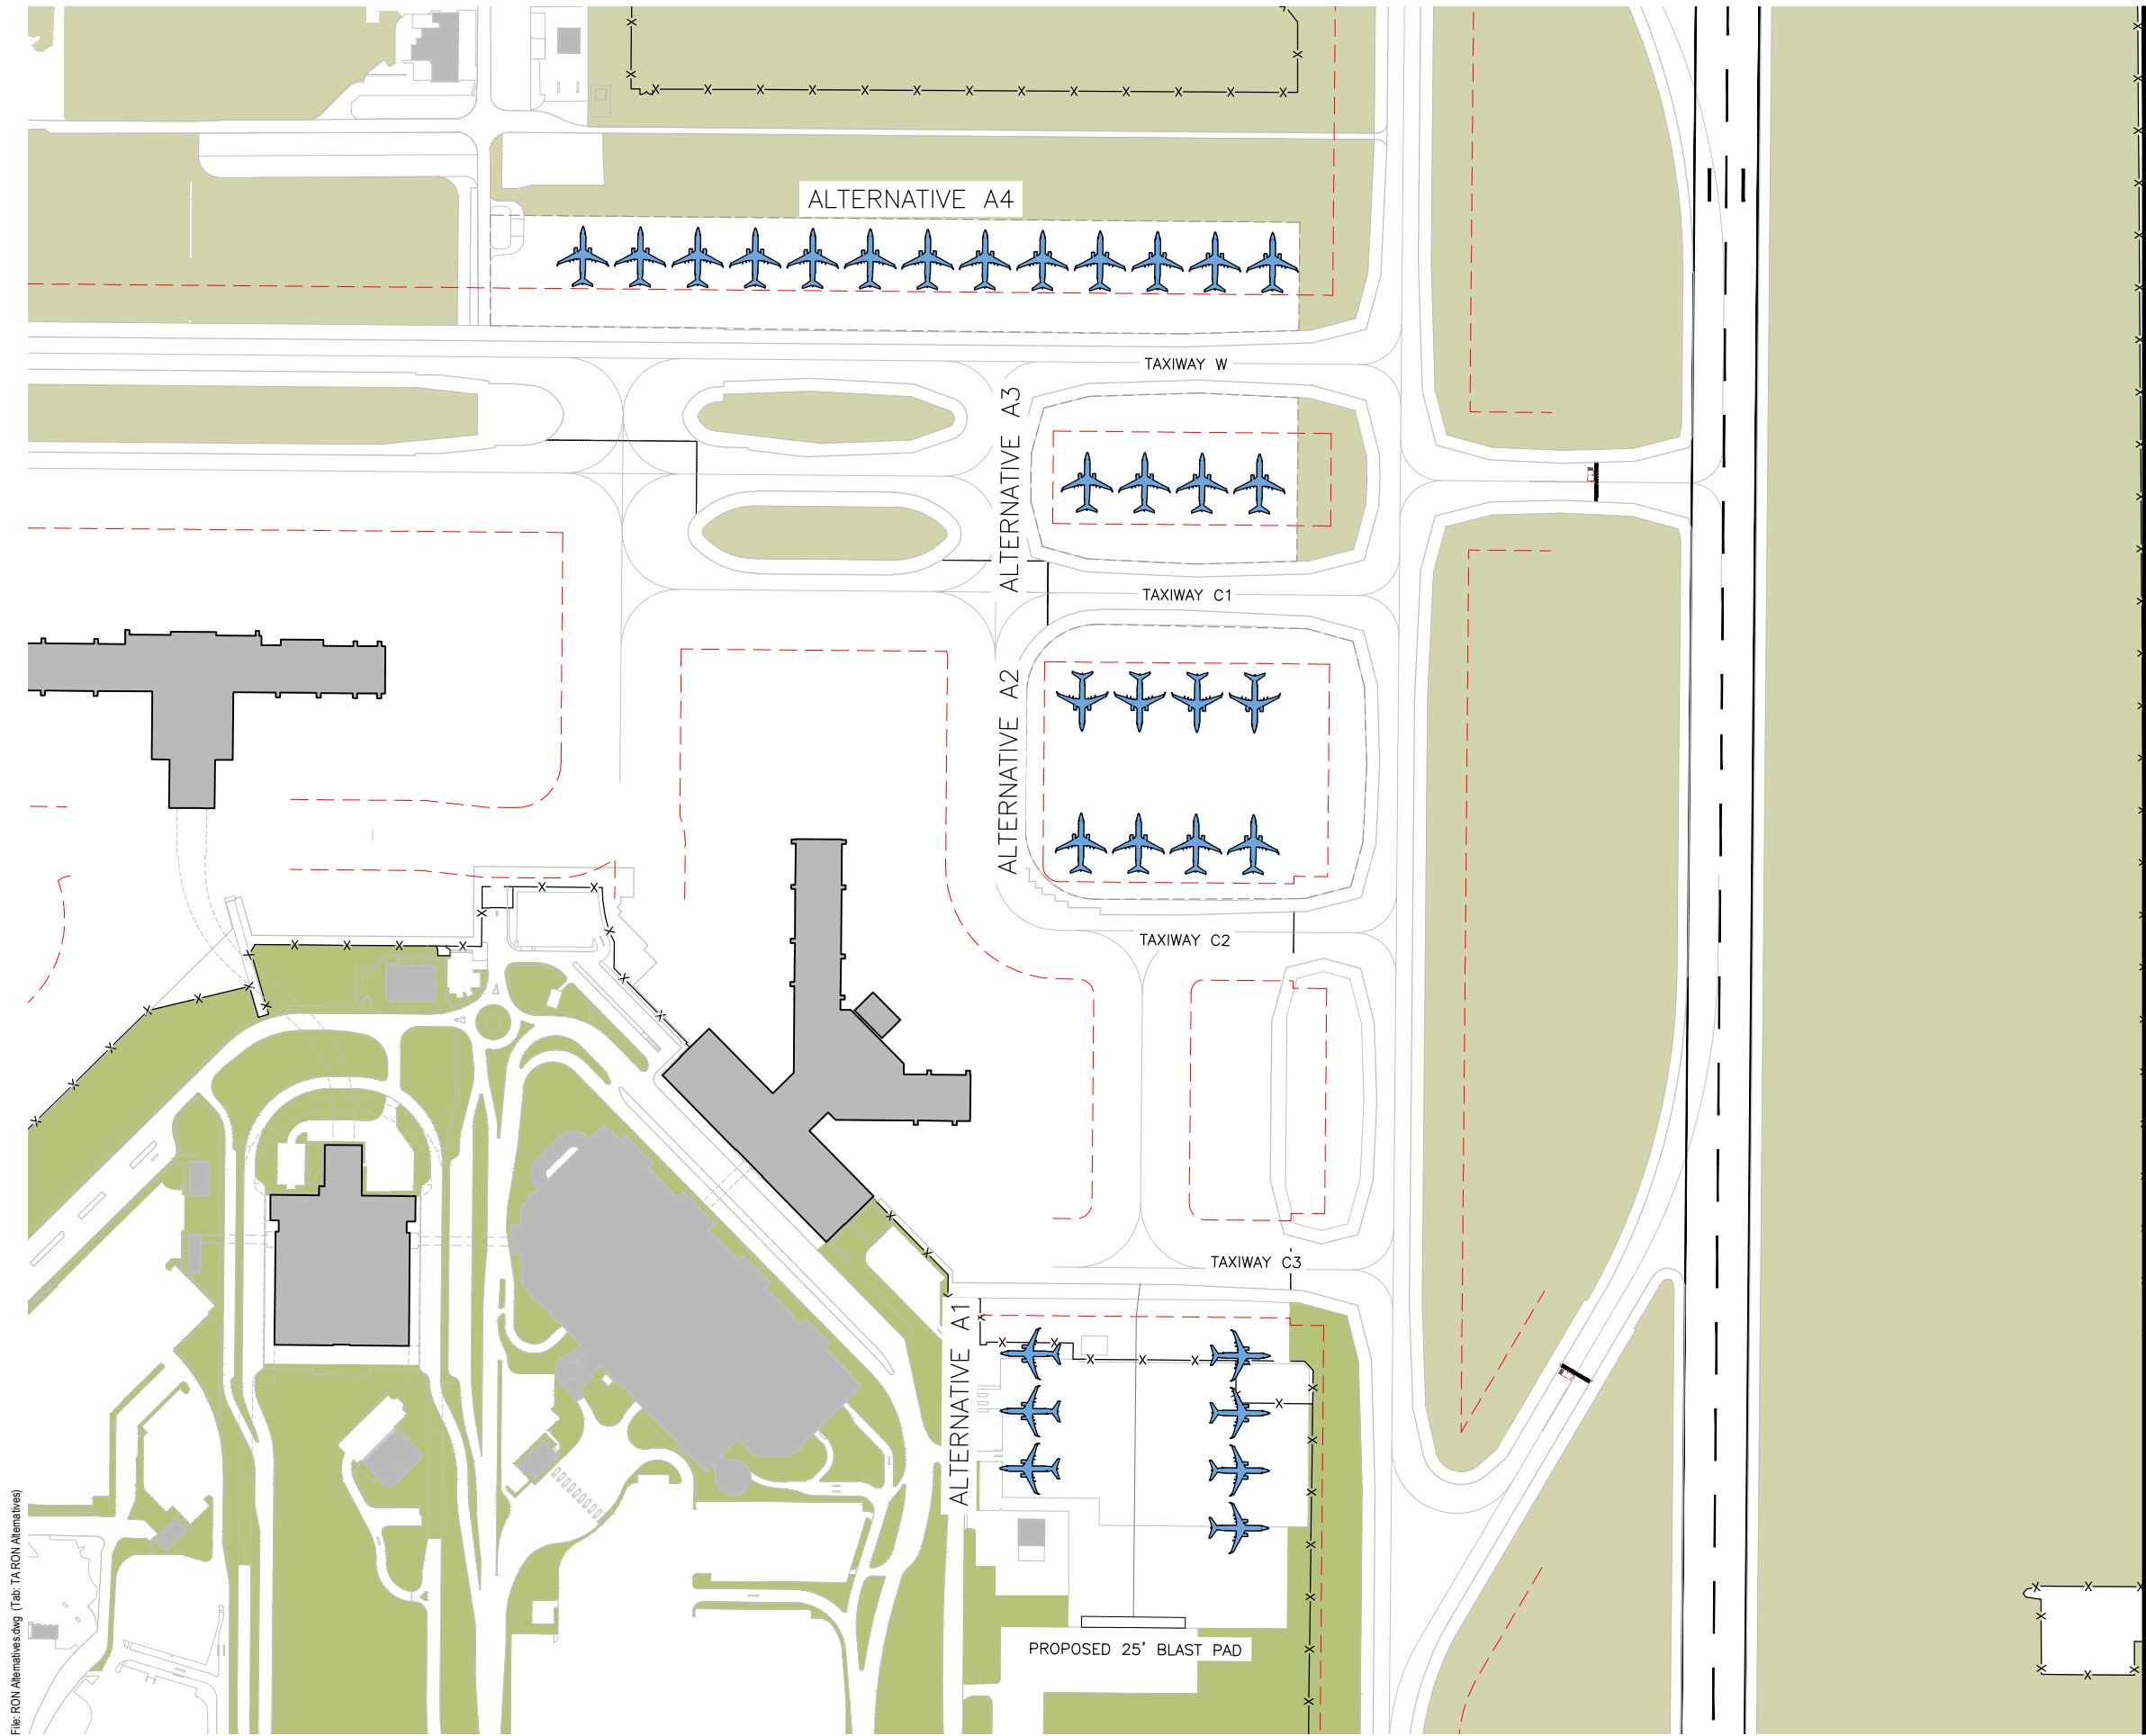 ALTERNATIVE A4
TAXIWAY W
ALTERNATIVE A3
TAXIWAY C1
ALTERNATIVE A2
TAXIWAY C2
TAXIWAY C3
ALTERNATIVE A1
PROPOSED 25' BLAST PAD
File: RON Alternatives.dwg (Tab: TA RON Alternatives)